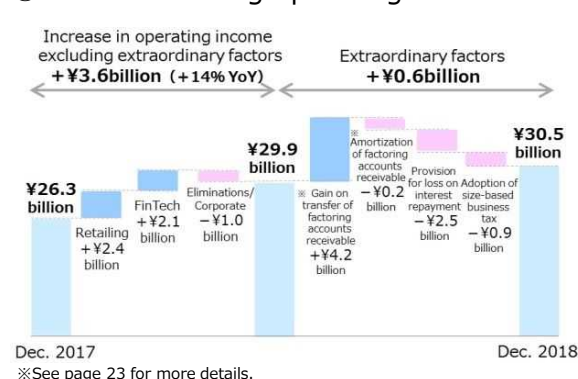 Increase in operating income
excluding extraordinary factors
+¥3.6billion (+14% YoY)
Extraordinary factors
+¥0.6billion
¥26.3
billion
Retailing
+¥2.4
billion
FinTech
+¥2.1
billion
Eliminations/
Corporate
−¥1.0
billion
¥29.9
billion
※ Gain on
transfer of
factoring
accounts
receivable
+¥4.2
billion
※
Amortization
of factoring
accounts
receivable
−¥0.2
billion
Provision
for loss on
interest
repayment
−¥2.5
billion
Adoption of
size-based
business
tax
−¥0.9
billion
¥30.5
billion
Dec. 2017
Dec. 2018
※See page 23 for more details.